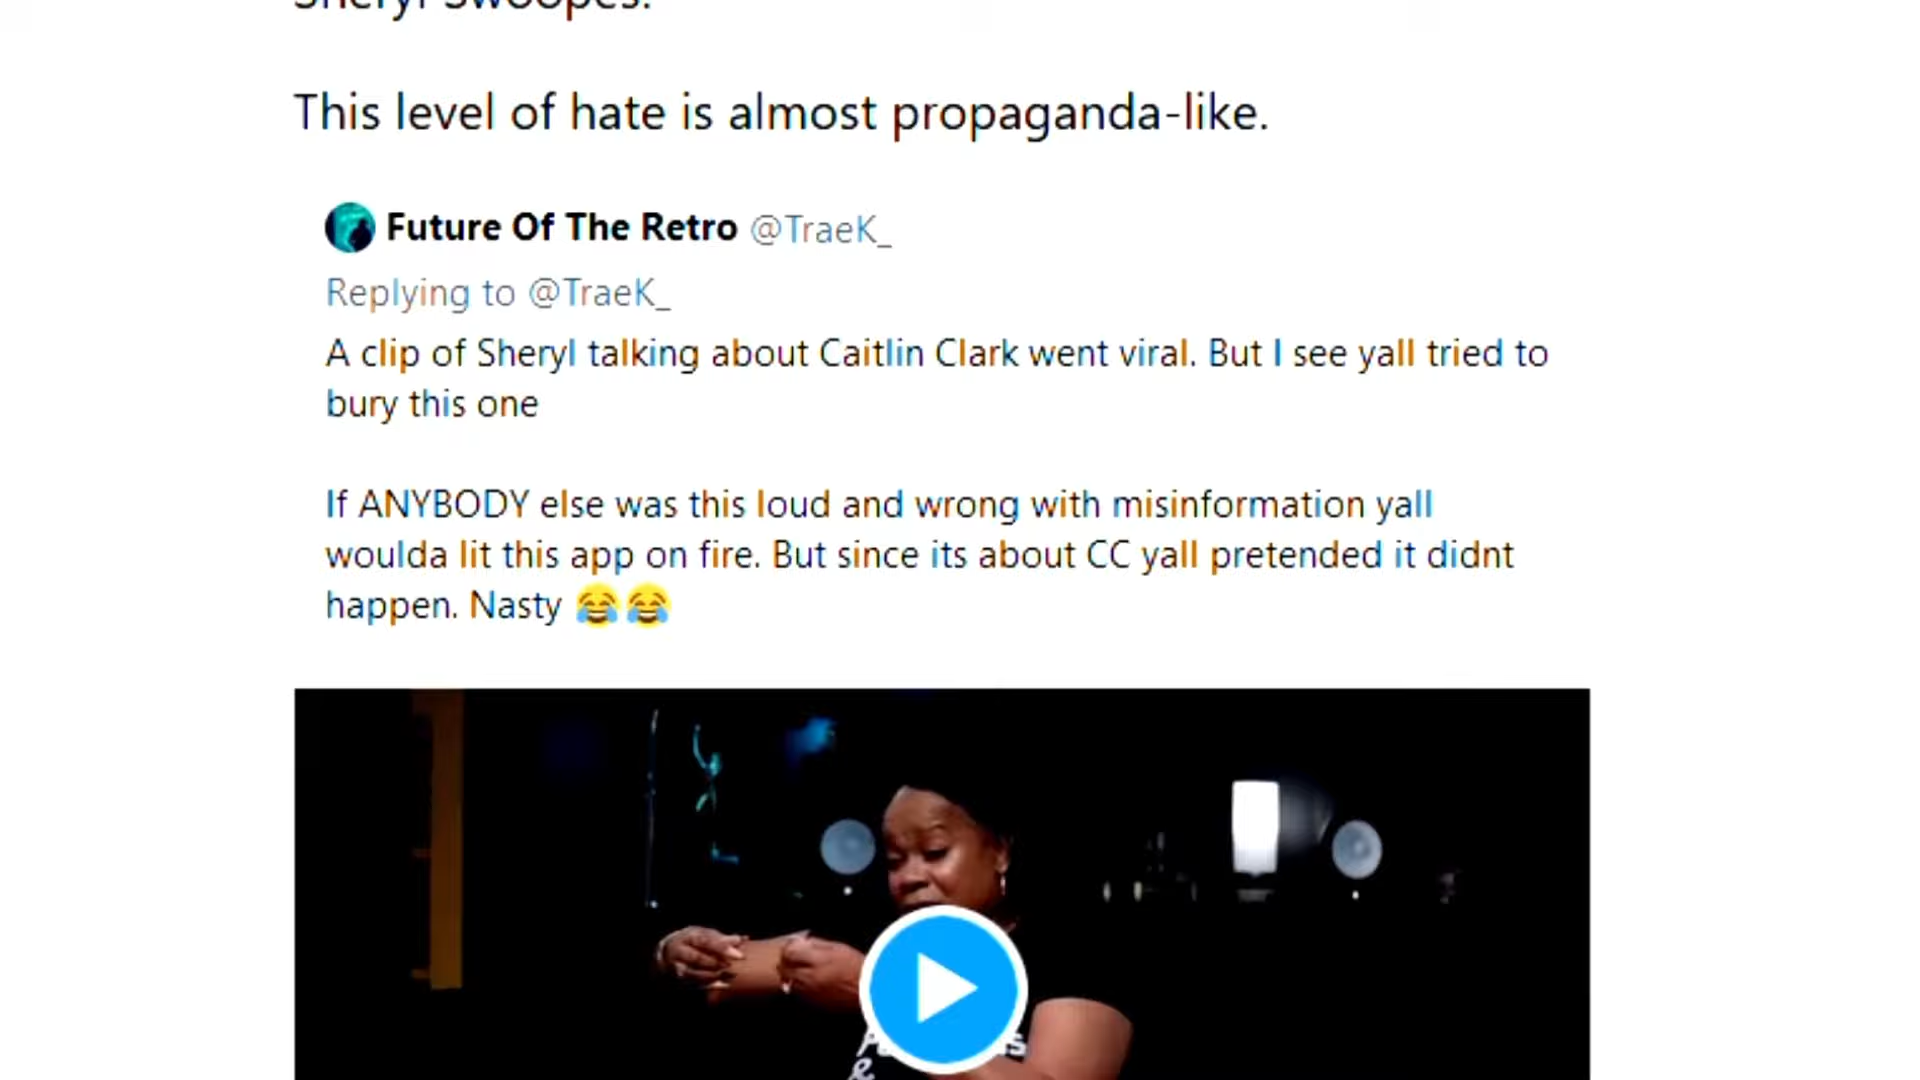 Sheryl Swoopes.
This level of hate is almost propaganda-like.
Future Of The Retro @TraeK_
Replying to @TraeK_
A clip of Sheryl talking about Caitlin Clark went viral. But I see yall tried to
bury this one
If ANYBODY else was this loud and wrong with misinformation yall
woulda lit this app on fire. But since its about CC yall pretended it didnt
happen. Nasty 😂😂
&